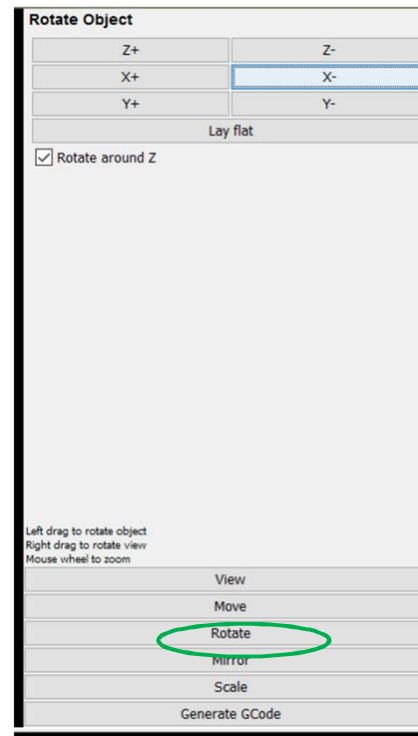 Rotate Object
Z+ Z-
X+ X-
Y+ Y-
Lay flat
Rotate around Z
Left drag to rotate object
Right drag to rotate view
Mouse wheel to zoom
View
Move
Rotate
Mirror
Scale
Generate GCode